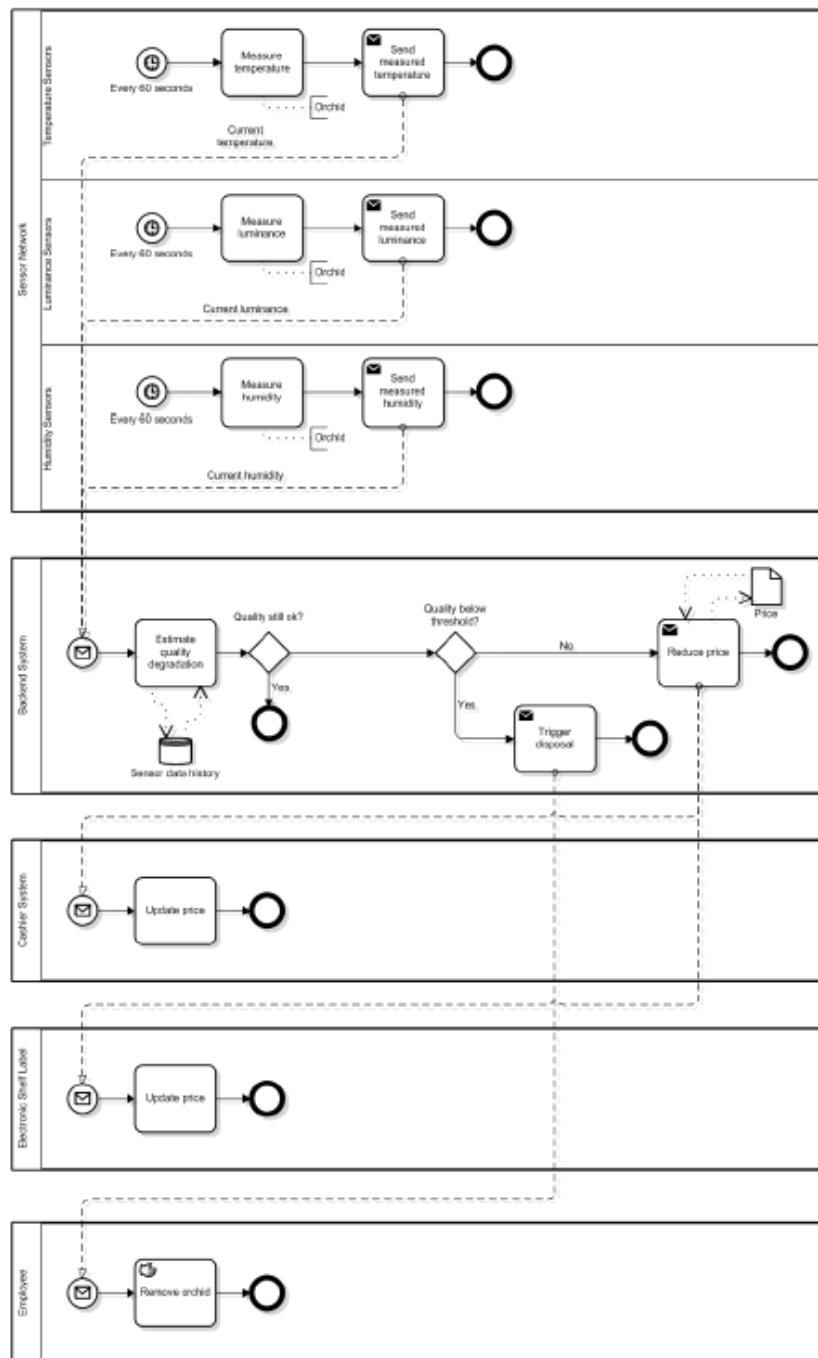 Sensor Network
Temperature Sensors
Every 60 seconds
Measure
temperature
Send
measured
temperature
Orchid
Current
temperature
Luminance Sensors
Every 60 seconds
Measure
luminance
Send
measured
luminance
Orchid
Current luminance
Humidity Sensors
Every 60 seconds
Measure
humidity
Send
measured
humidity
Orchid
Current humidity
Backend System
Estimate
quality
degradation
Sensor data history
Quality still ok?
Yes.
Quality below
threshold?
No.
Yes.
Trigger
disposal
Reduce price
Price
Cashier System
Update price
Electronic Shelf Label
Update price
Employee
Remove orchid